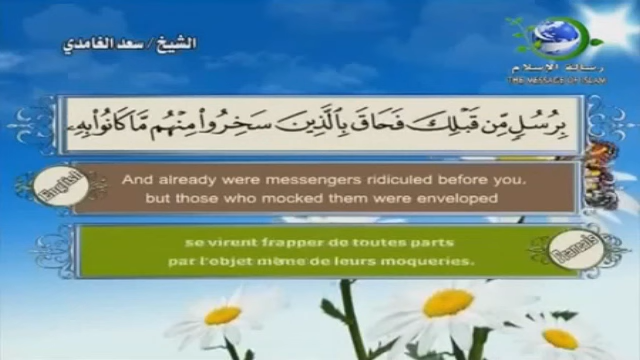 الشيخ / سعد الغامدي
رسالة الإسلام
THE MESSAGE OF ISLAM
بِرُسُلٍ مِّن قَبْلِكَ فَحَاقَ بِالَّذِينَ سَخِرُوا۟ مِنْهُم مَّا كَانُوا۟ بِهِۦ
English
And already were messengers ridiculed before you,
but those who mocked them were enveloped
Français
se virent frapper de toutes parts
par l'objet même de leurs moqueries.